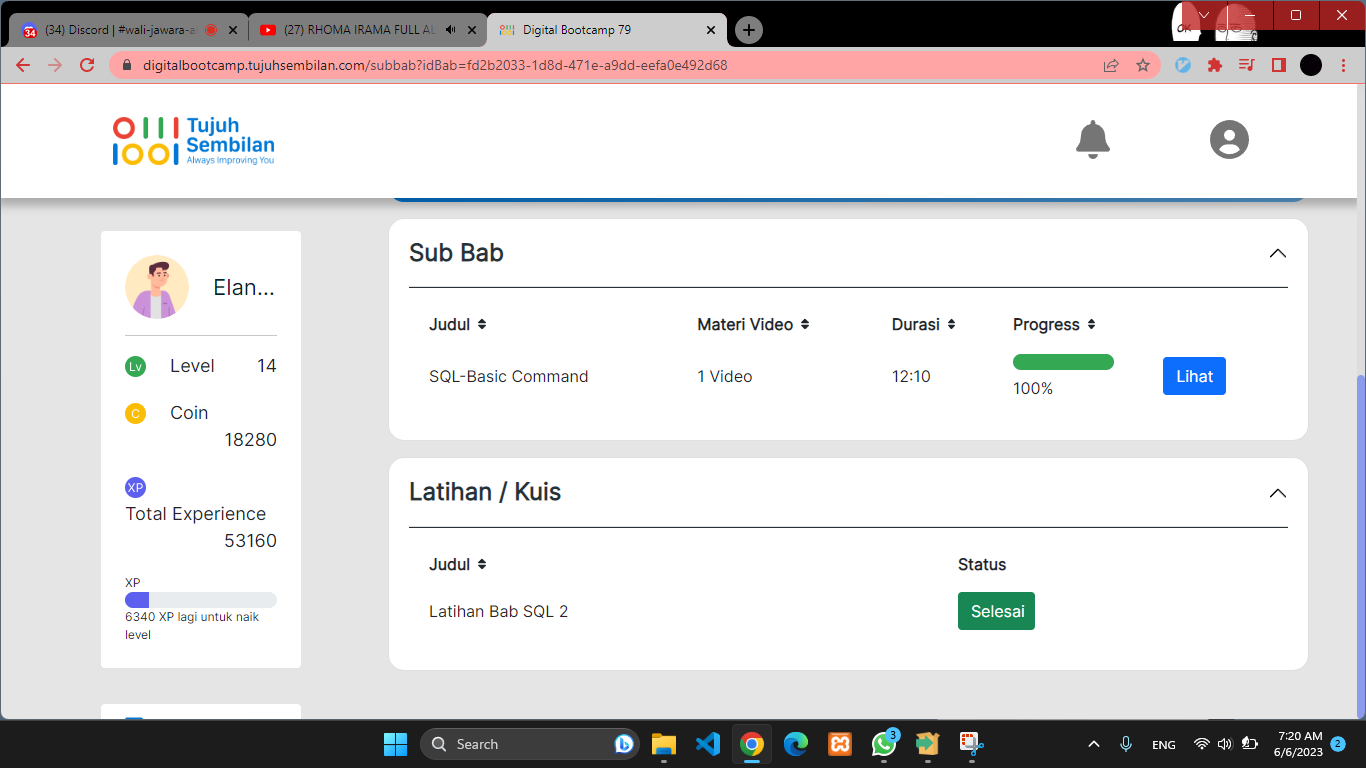 34
(34) Discord | #wali-jawara-a
(27) RHOMA IRAMA FULL AL
Digital Bootcamp 79
digitalbootcamp.tujuhsembilan.com/subbab?idBab=fd2b2033-1d8d-471e-a9dd-eefa0e492d68
Tujuh
Sembilan
Always Improving You
Elan...
Lv Level 14
C Coin
18280
XP
Total Experience
53160
XP
6340 XP lagi untuk naik
level
Sub Bab
Judul Materi Video Durasi Progress
SQL-Basic Command 1 Video 12:10 100% Lihat
Latihan / Kuis
Judul Status
Latihan Bab SQL 2 Selesai
Search
3
ENG
7:20 AM
6/6/2023
2